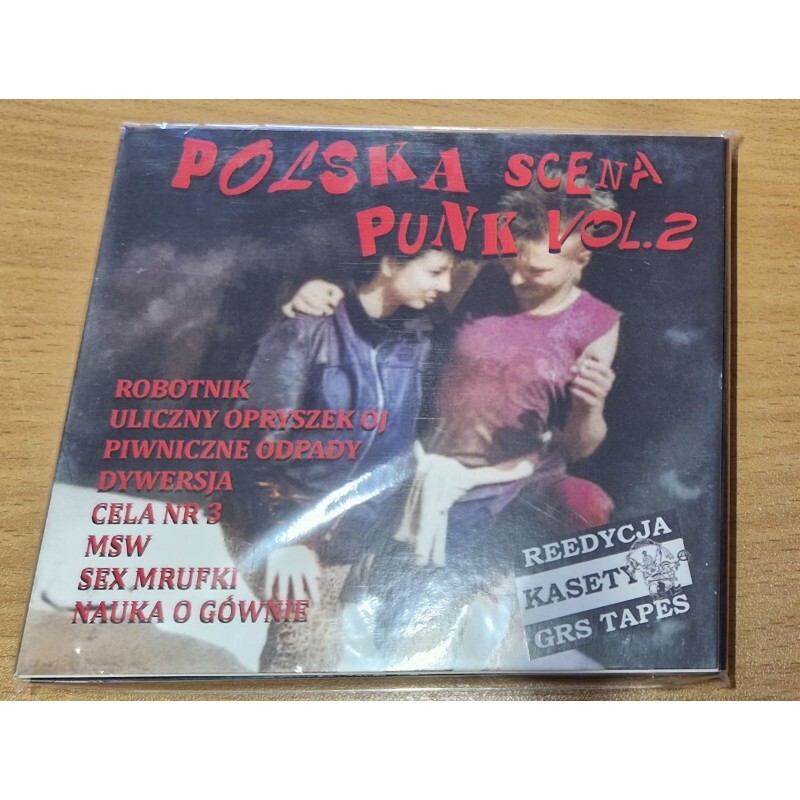 POLSKA SCENA
PUNK VOL.2
ROBOTNIK
ULICZNY OPRYSZEK OJ
PIWNICZNE ODPADY
DYWERSJA
CELA NR 3
MSW
SEX MRUFKI
NAUKA O GÓWNIE
REEDYCJA
KASETY
GRS TAPES